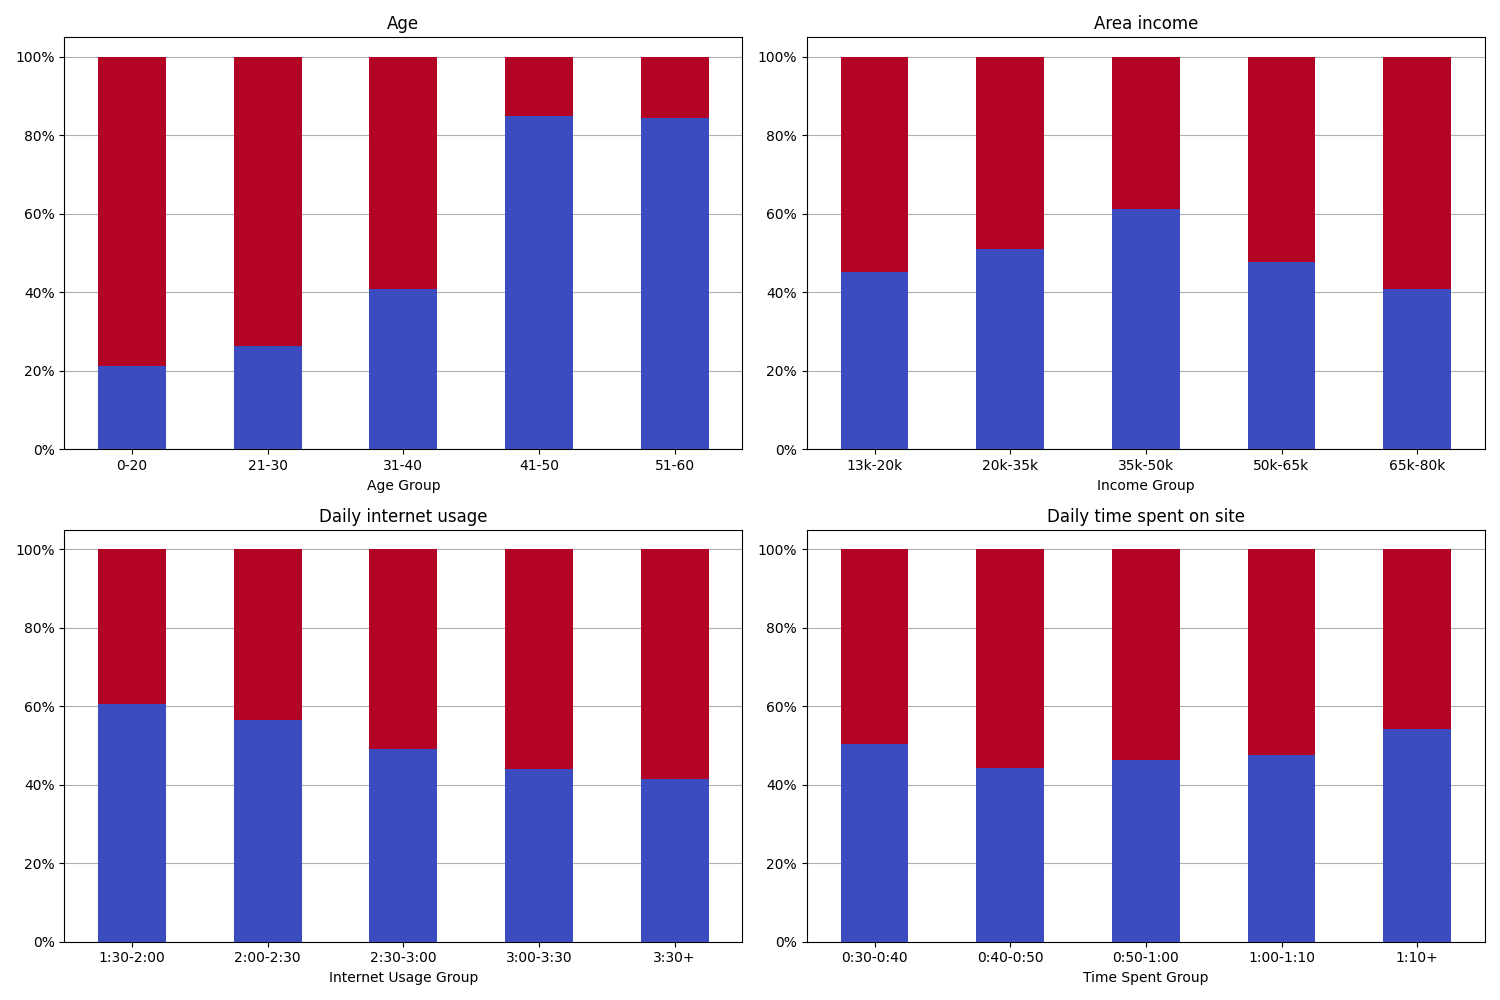 Age
100%
80%
60%
40%
20%
0%
0-20 21-30 31-40 41-50 51-60
Age Group
Area income
100%
80%
60%
40%
20%
0%
13k-20k 20k-35k 35k-50k 50k-65k 65k-80k
Income Group
Daily internet usage
100%
80%
60%
40%
20%
0%
1:30-2:00 2:00-2:30 2:30-3:00 3:00-3:30 3:30+
Internet Usage Group
Daily time spent on site
100%
80%
60%
40%
20%
0%
0:30-0:40 0:40-0:50 0:50-1:00 1:00-1:10 1:10+
Time Spent Group